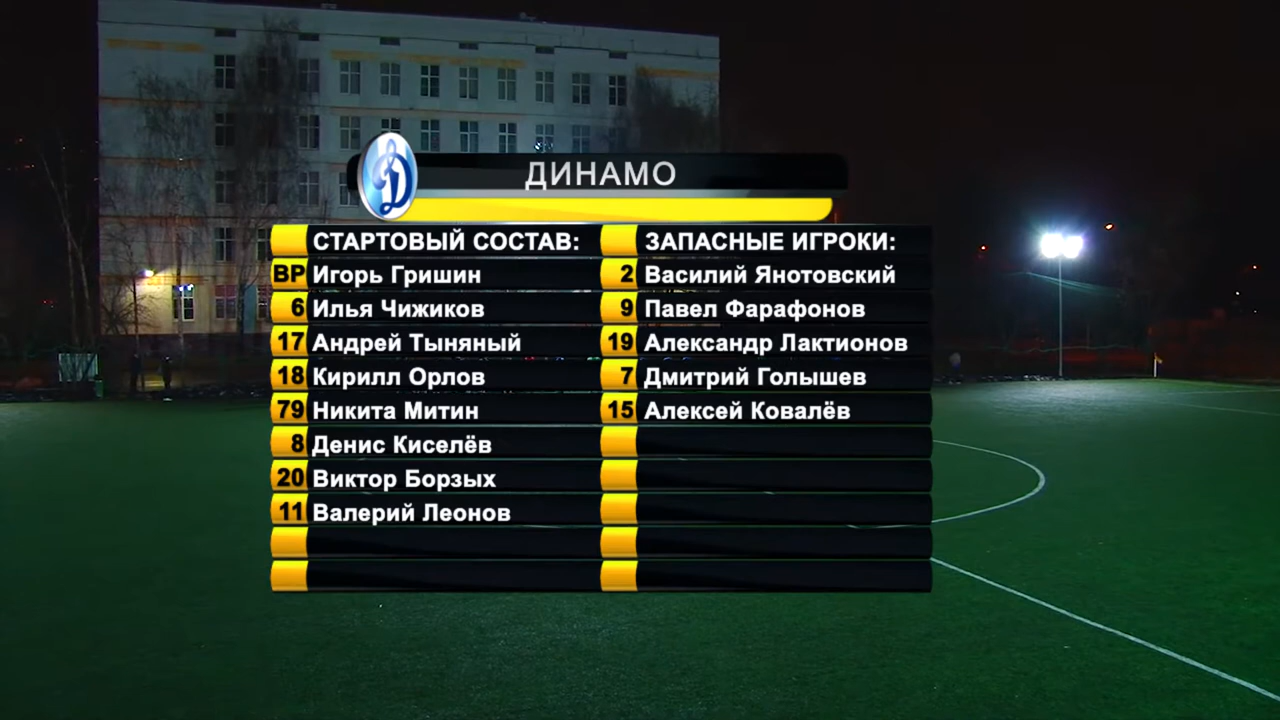 ДИНАМО
СТАРТОВЫЙ СОСТАВ:
ВР Игорь Гришин
6 Илья Чижиков
17 Андрей Тыняный
18 Кирилл Орлов
79 Никита Митин
8 Денис Киселёв
20 Виктор Борзых
11 Валерий Леонов
ЗАПАСНЫЕ ИГРОКИ:
2 Василий Янотовский
9 Павел Фарафонов
19 Александр Лактионов
7 Дмитрий Голышев
15 Алексей Ковалёв